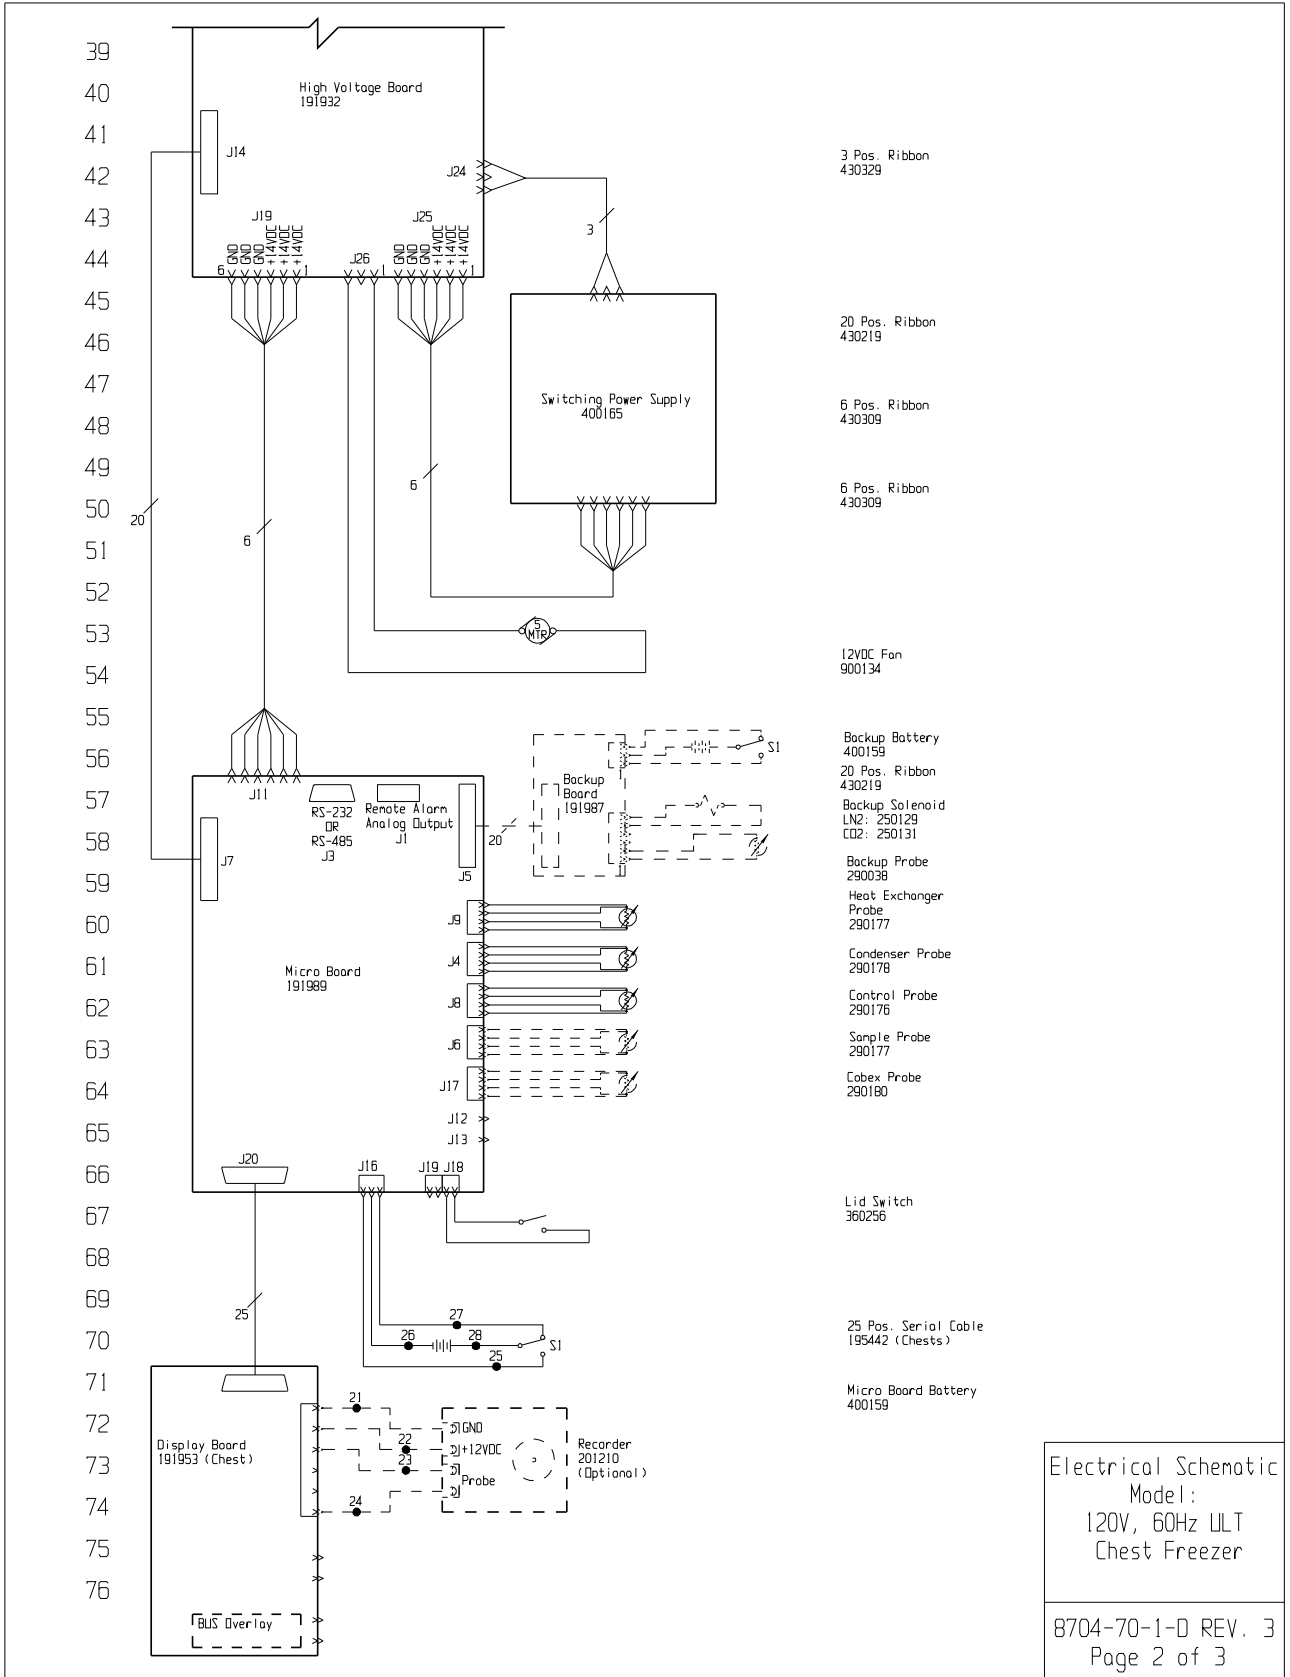 39
40
41
42
43
44
45
46
47
48
49
50
51
52
53
54
55
56
57
58
59
60
61
62
63
64
65
66
67
68
69
70
71
72
73
74
75
76
High Voltage Board
191932
J14
J24
J19
GND
GND
GND
+14VDC
+14VDC
+14VDC
6
1
J26
1
J25
GND
GND
GND
+14VDC
+14VDC
+14VDC
1
3
Switching Power Supply
400165
6
20
6
5
MTR
J11
RS-232
OR
RS-485
J3
Remote Alarm
Analog Output
J1
J5
J7
20
Backup
Board
191987
1
1
S1
Micro Board
191989
J9
J4
J8
J6
J17
J12
J13
J20
J16
J19
J18
25
27
26
28
25
S1
Display Board
191953 (Chest)
21
22
23
24
GND
+12VDC
Probe
Recorder
201210
(Optional)
BUS Overlay
3 Pos. Ribbon
430329
20 Pos. Ribbon
430219
6 Pos. Ribbon
430309
6 Pos. Ribbon
430309
12VDC Fan
900134
Backup Battery
400159
20 Pos. Ribbon
430219
Backup Solenoid
LN2: 250129
CO2: 250131
Backup Probe
290038
Heat Exchanger
Probe
290177
Condenser Probe
290178
Control Probe
290176
Sample Probe
290177
Cobex Probe
290180
Lid Switch
360256
25 Pos. Serial Cable
195442 (Chests)
Micro Board Battery
400159
Electrical Schematic
Model:
120V, 60Hz ULT
Chest Freezer
8704-70-1-D REV. 3
Page 2 of 3